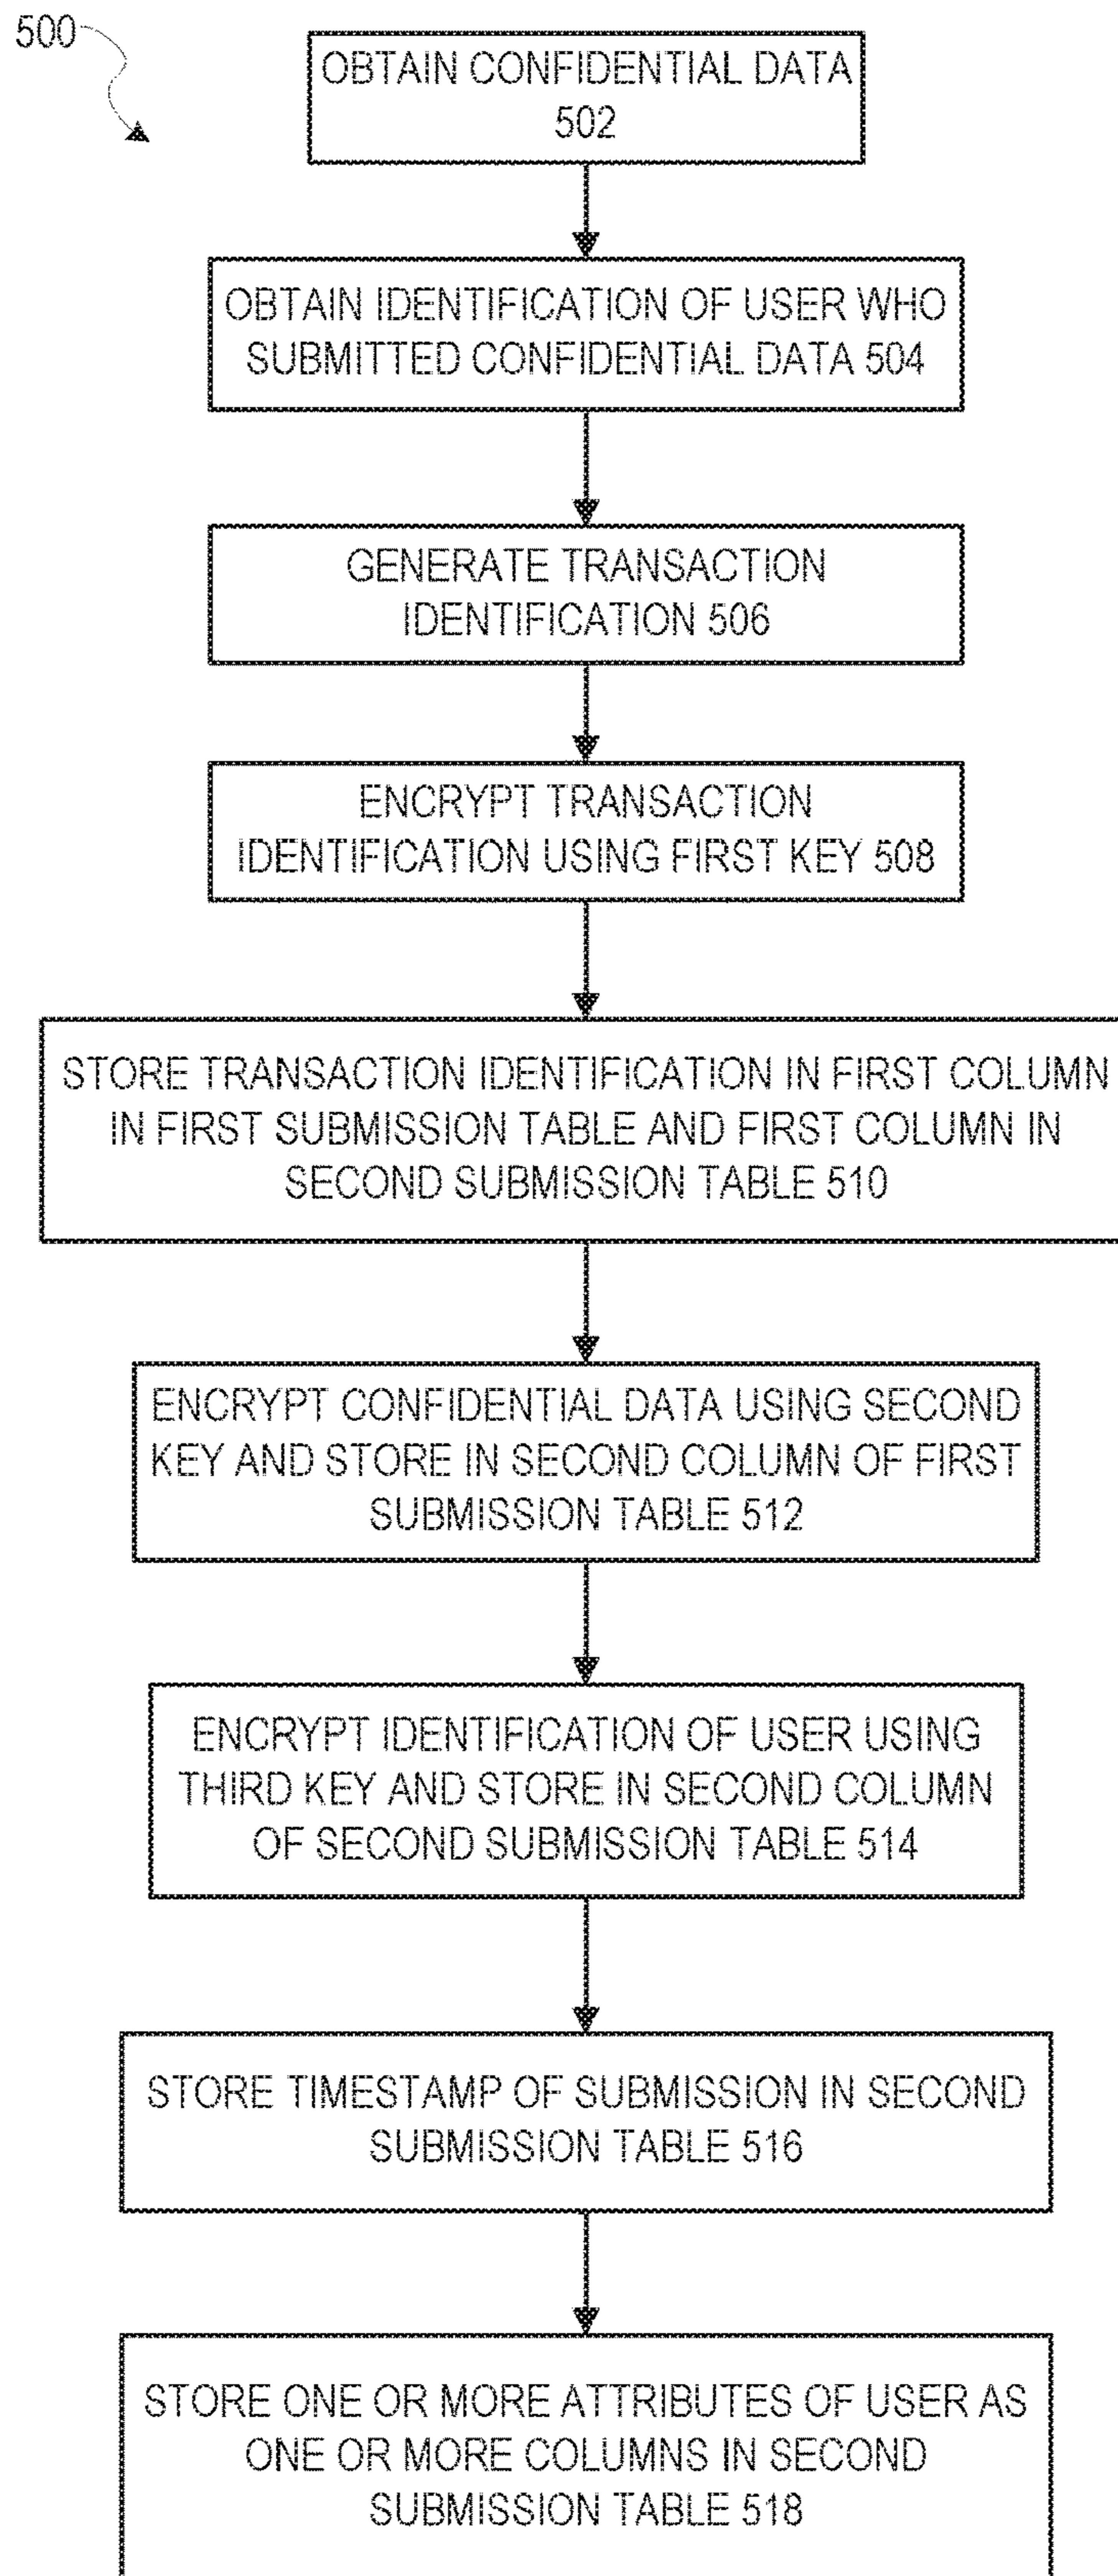 500
OBTAIN CONFIDENTIAL DATA
502
OBTAIN IDENTIFICATION OF USER WHO
SUBMITTED CONFIDENTIAL DATA 504
GENERATE TRANSACTION
IDENTIFICATION 506
ENCRYPT TRANSACTION
IDENTIFICATION USING FIRST KEY 508
STORE TRANSACTION IDENTIFICATION IN FIRST COLUMN
IN FIRST SUBMISSION TABLE AND FIRST COLUMN IN
SECOND SUBMISSION TABLE 510
ENCRYPT CONFIDENTIAL DATA USING SECOND
KEY AND STORE IN SECOND COLUMN OF FIRST
SUBMISSION TABLE 512
ENCRYPT IDENTIFICATION OF USER USING
THIRD KEY AND STORE IN SECOND COLUMN
OF SECOND SUBMISSION TABLE 514
STORE TIMESTAMP OF SUBMISSION IN SECOND
SUBMISSION TABLE 516
STORE ONE OR MORE ATTRIBUTES OF USER AS
ONE OR MORE COLUMNS IN SECOND
SUBMISSION TABLE 518